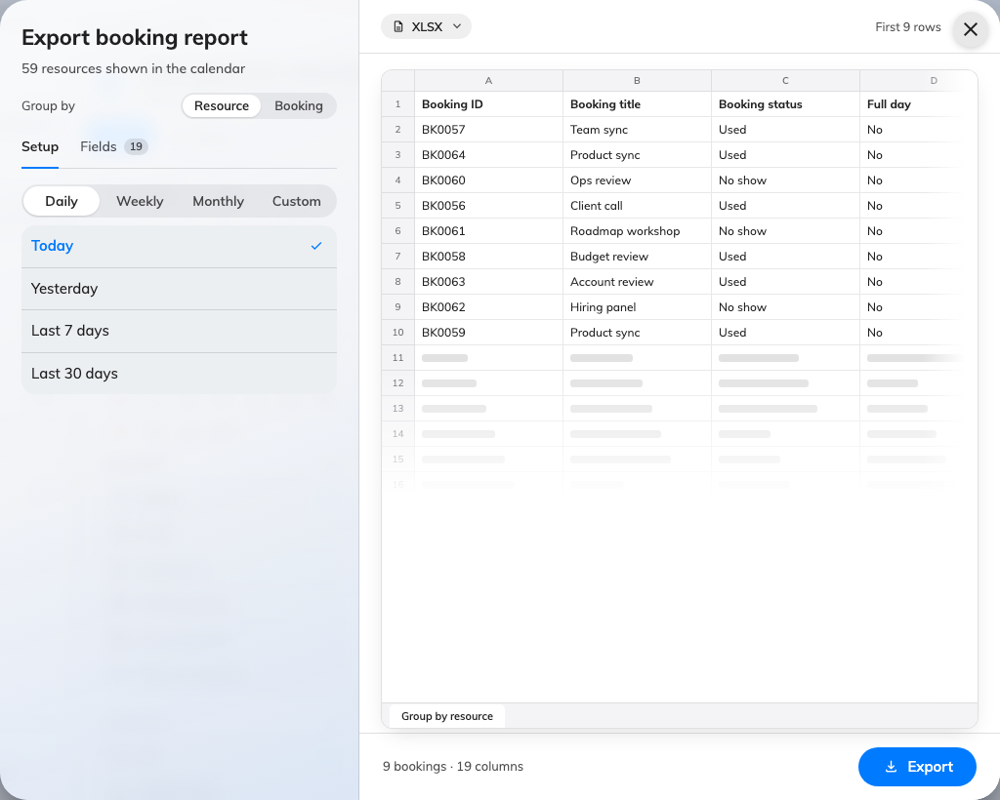 Export booking report
59 resources shown in the calendar
Group by
Resource
Booking
Setup
Fields 19
Daily
Weekly
Monthly
Custom
Today
Yesterday
Last 7 days
Last 30 days
XLSX
First 9 rows
A B C D
1 Booking ID Booking title Booking status Full day
2 BK0057 Team sync Used No
3 BK0064 Product sync Used No
4 BK0060 Ops review No show No
5 BK0056 Client call Used No
6 BK0061 Roadmap workshop No show No
7 BK0058 Budget review Used No
8 BK0063 Account review Used No
9 BK0062 Hiring panel No show No
10 BK0059 Product sync Used No
11
12
13
14
15
16
Group by resource
9 bookings · 19 columns
Export